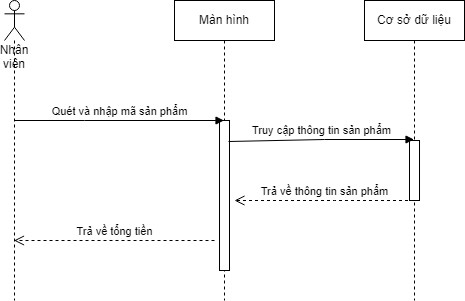 Nhân
viên
Màn hình
Cơ sở dữ liệu
Quét và nhập mã sản phẩm
Truy cập thông tin sản phẩm
Trả về thông tin sản phẩm
Trả về tổng tiền